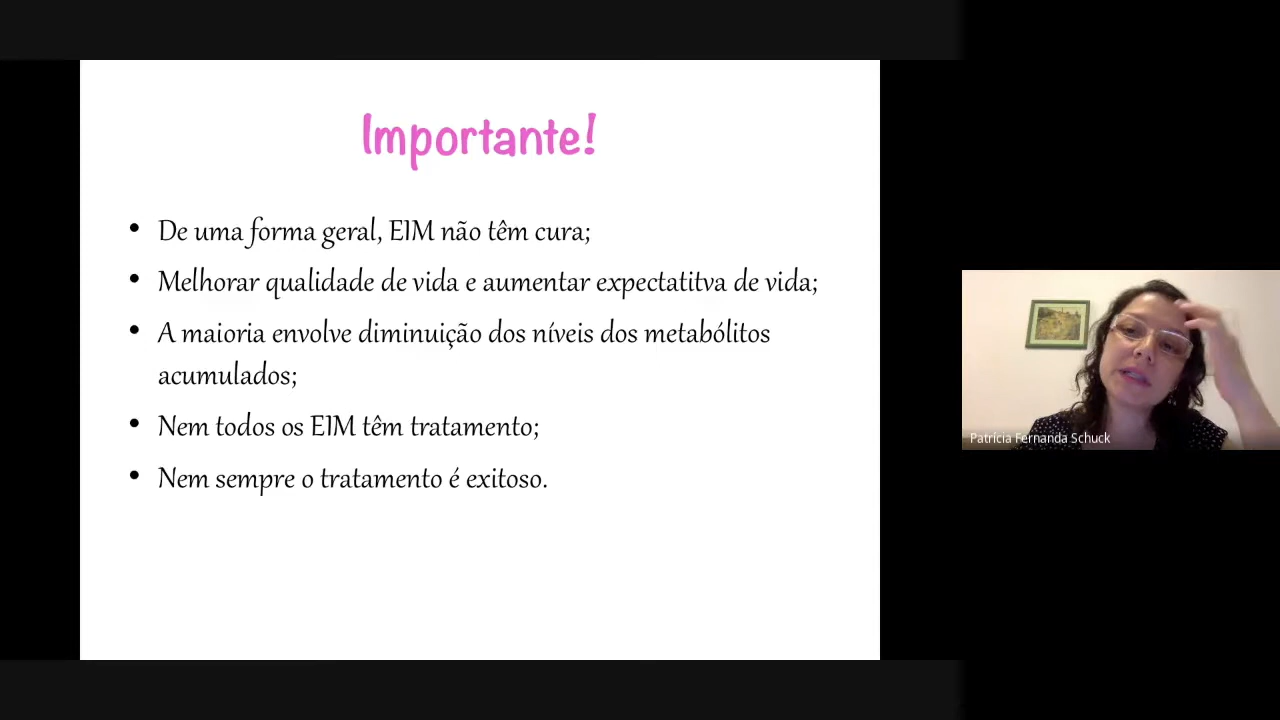 Importante!
• De uma forma geral, EIM não têm cura;
• Melhorar qualidade de vida e aumentar expectatitva de vida;
• A maioria envolve diminuição dos níveis dos metabólitos
acumulados;
• Nem todos os EIM têm tratamento;
• Nem sempre o tratamento é exitoso.
Patrícia Fernanda Schuck